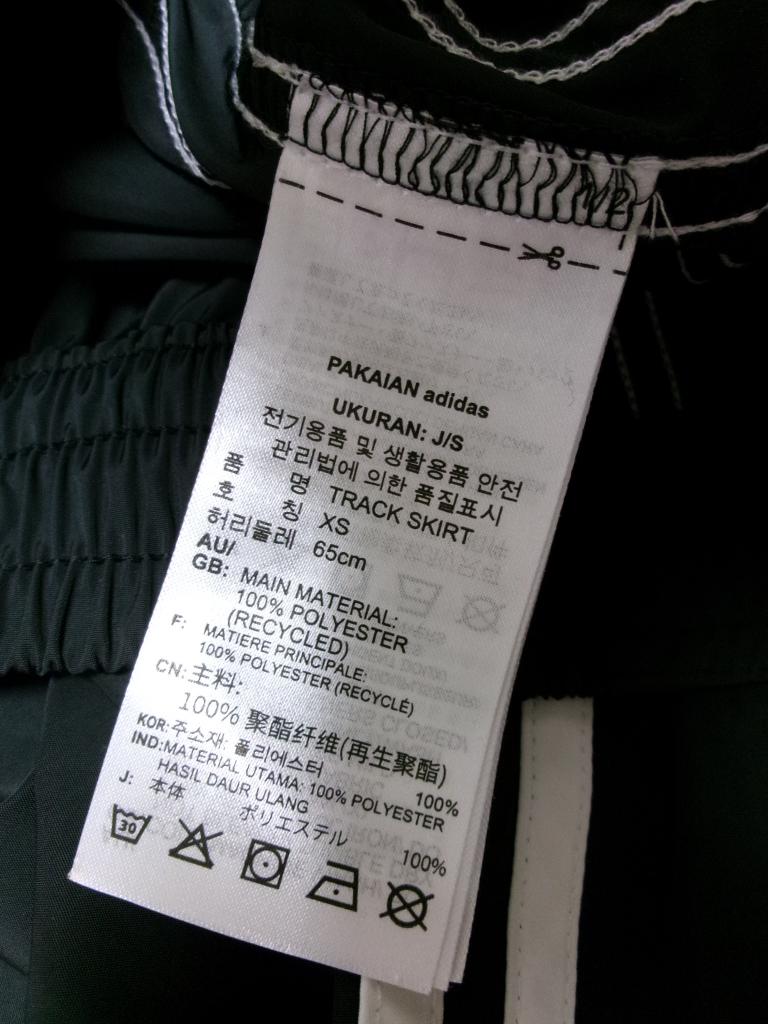 PAKAIAN adidas
UKURAN: J/S
전기용품 및 생활용품 안전
관리법에 의한 품질표시
품 명 TRACK SKIRT
호 칭 XS
허리둘레 65cm
AU/
GB: MAIN MATERIAL:
100% POLYESTER
(RECYCLED)
F: MATIERE PRINCIPALE:
100% POLYESTER (RECYCLÉ)
CN: 主料:
100% 聚酯纤维(再生聚酯)
KOR: 주소재: 폴리에스터 100%
IND: MATERIAL UTAMA: 100% POLYESTER
HASIL DAUR ULANG
J: 本体 ポリエステル 100%
30